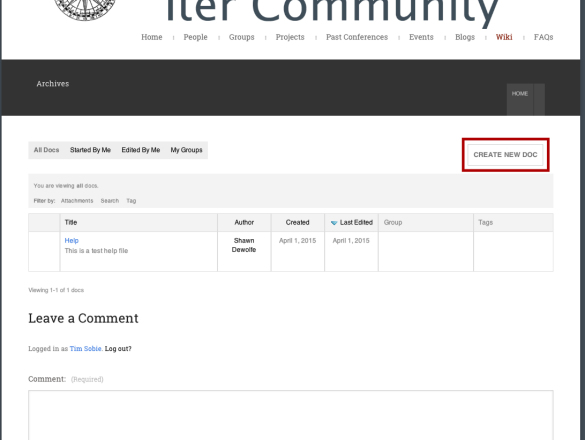 Iter Community
Home | People | Groups | Projects | Past Conferences | Events | Blogs | Wiki | FAQs
Archives
HOME
All Docs Started By Me Edited By Me My Groups
CREATE NEW DOC
You are viewing all docs.
Filter by: Attachments Search Tag
Title Author Created Last Edited Group Tags
Help Shawn April 1, 2015 April 1, 2015
This is a test help file Dewolfe
Viewing 1-1 of 1 docs
Leave a Comment
Logged in as Tim Sobie. Log out?
Comment: (Required)